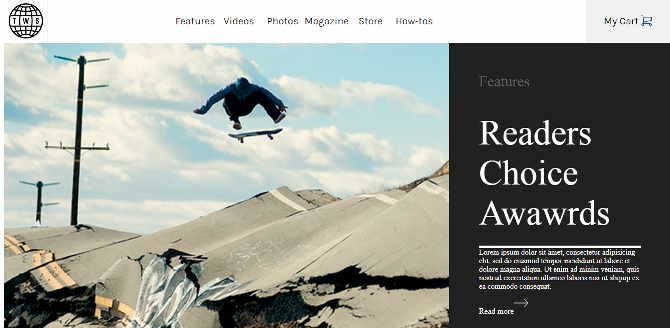 TWS
Features Videos Photos Magazine Store How-tos
My Cart
Features
Readers
Choice
Awawrds
Lorem ipsum dolor sit amet, consectetur adipisicing
elit, sed do eiusmod tempor incididunt ut labore et
dolore magna aliqua. Ut enim ad minim veniam, quis
nostrud exercitation ullamco laboris nisi ut aliquip ex
ea commodo consequat.
Read more